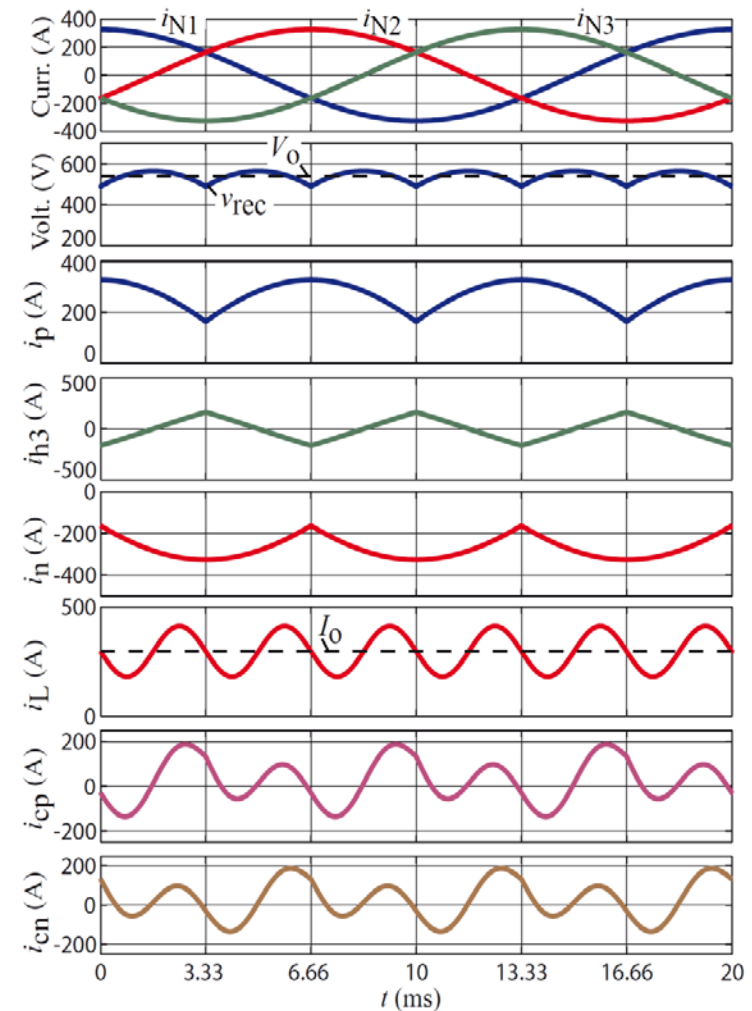 Curr. (A)
400
200
0
-200
-400
iN1
iN2
iN3
Volt. (V)
600
400
200
Vo
vrec
ip (A)
400
200
0
ih3 (A)
500
0
-500
in (A)
0
-200
-400
iL (A)
500
0
Io
icp (A)
200
0
-200
icn (A)
200
0
-200
0 3.33 6.66 10 13.33 16.66 20
t (ms)